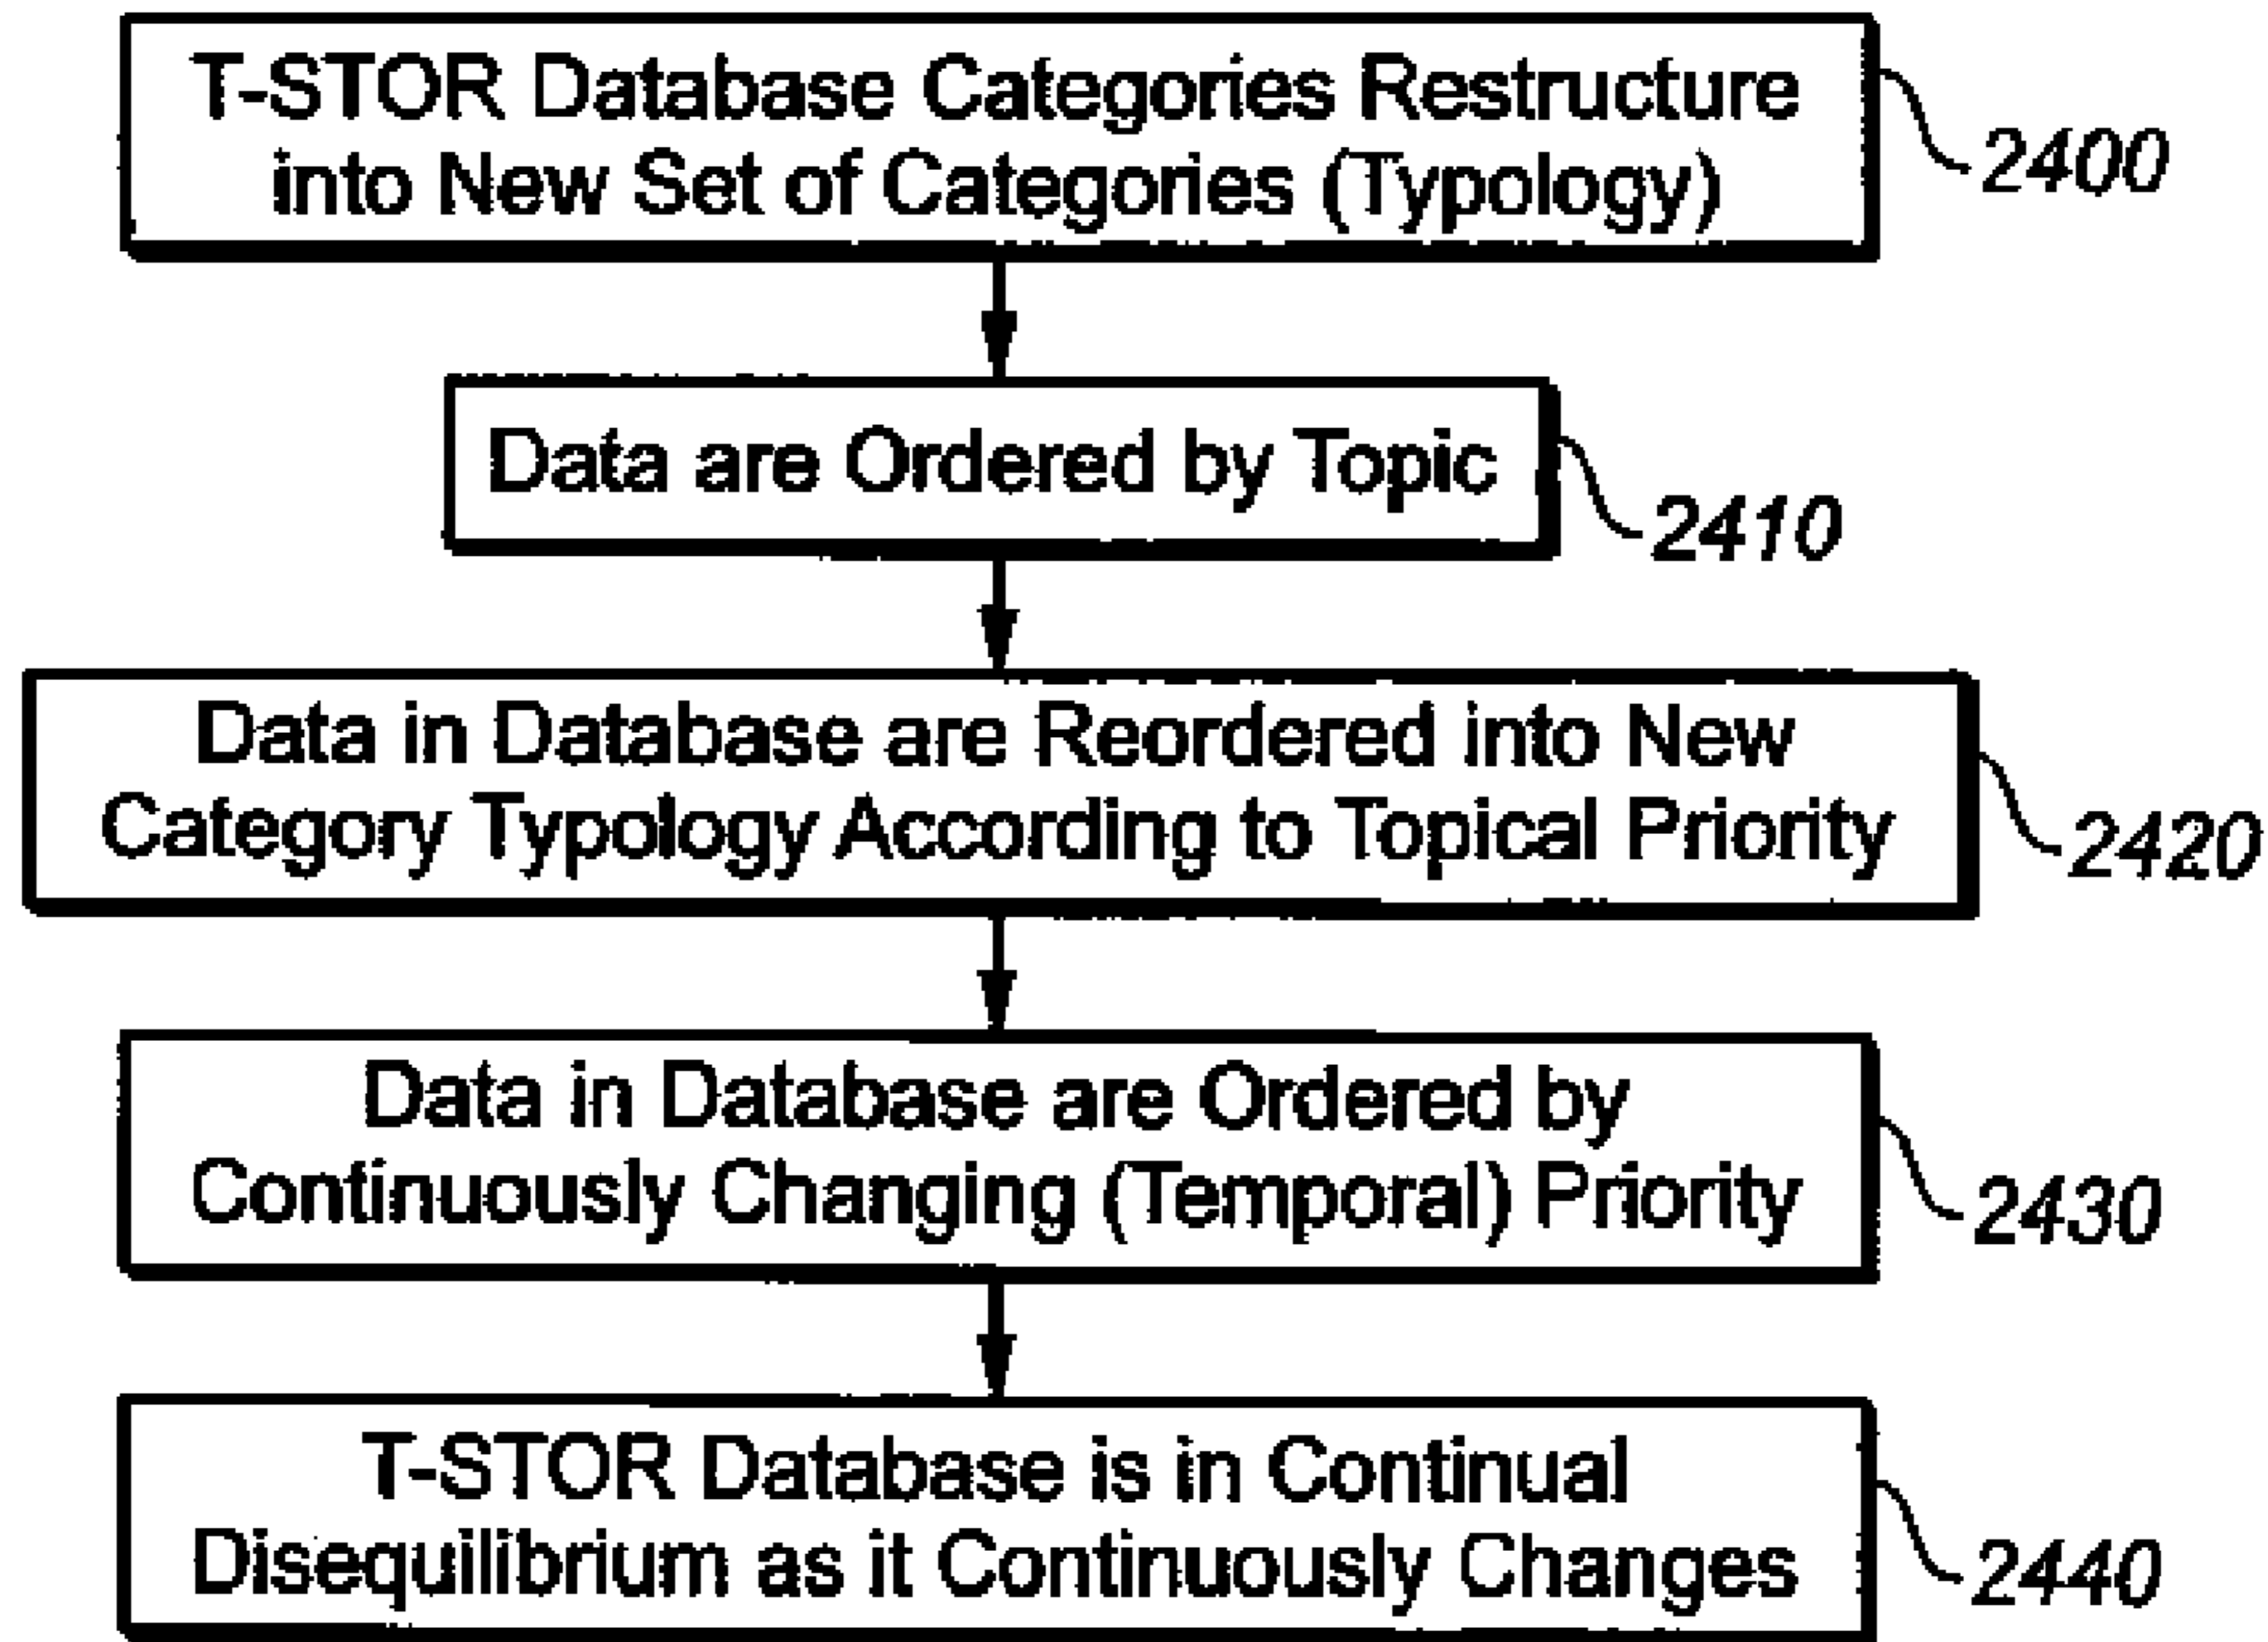 T-STOR Database Categories Restructure
into New Set of Categories (Typology)
2400
Data are Ordered by Topic
2410
Data in Database are Reordered into New
Category Typology According to Topical Priority
2420
Data in Database are Ordered by
Continuously Changing (Temporal) Priority
2430
T-STOR Database is in Continual
Disequilibrium as it Continuously Changes
2440